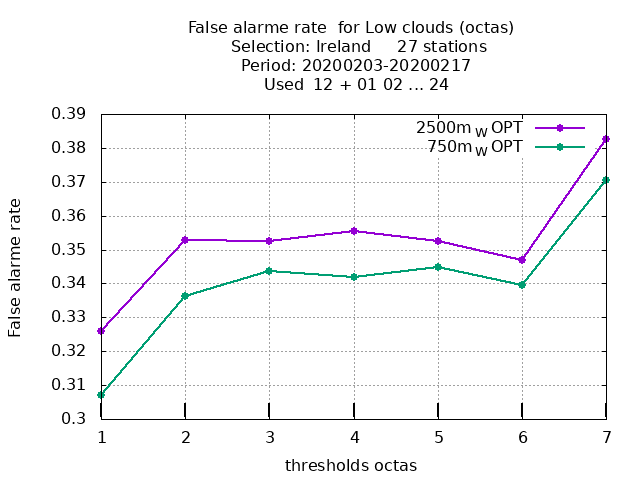 False alarme rate  for Low clouds (octas)
Selection: Ireland     27 stations
Period: 20200203-20200217
Used  12 + 01 02 ... 24
0.39
0.38
0.37
0.36
0.35
0.34
0.33
0.32
0.31
0.3
False alarme rate
2500m W OPT
750m W OPT
1 2 3 4 5 6 7
thresholds octas